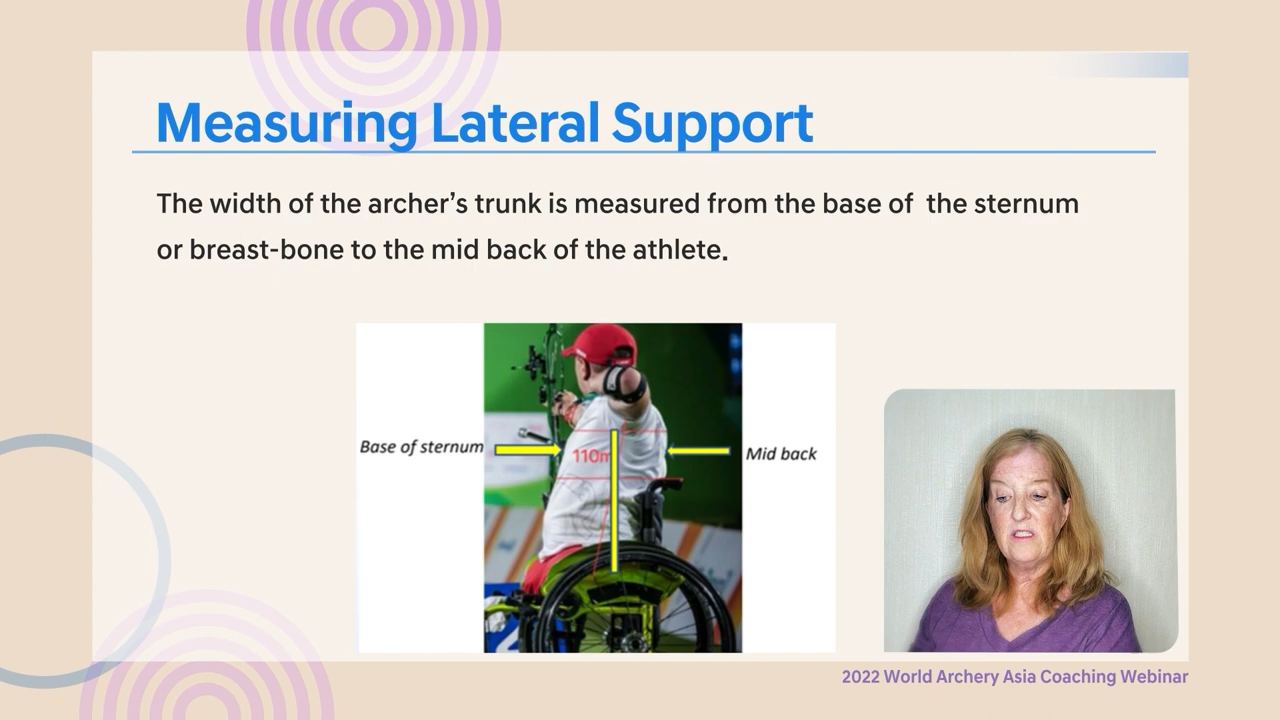 Measuring Lateral Support
The width of the archer’s trunk is measured from the base of  the sternum
or breast-bone to the mid back of the athlete.
Base of sternum
110m
Mid back
2022 World Archery Asia Coaching Webinar